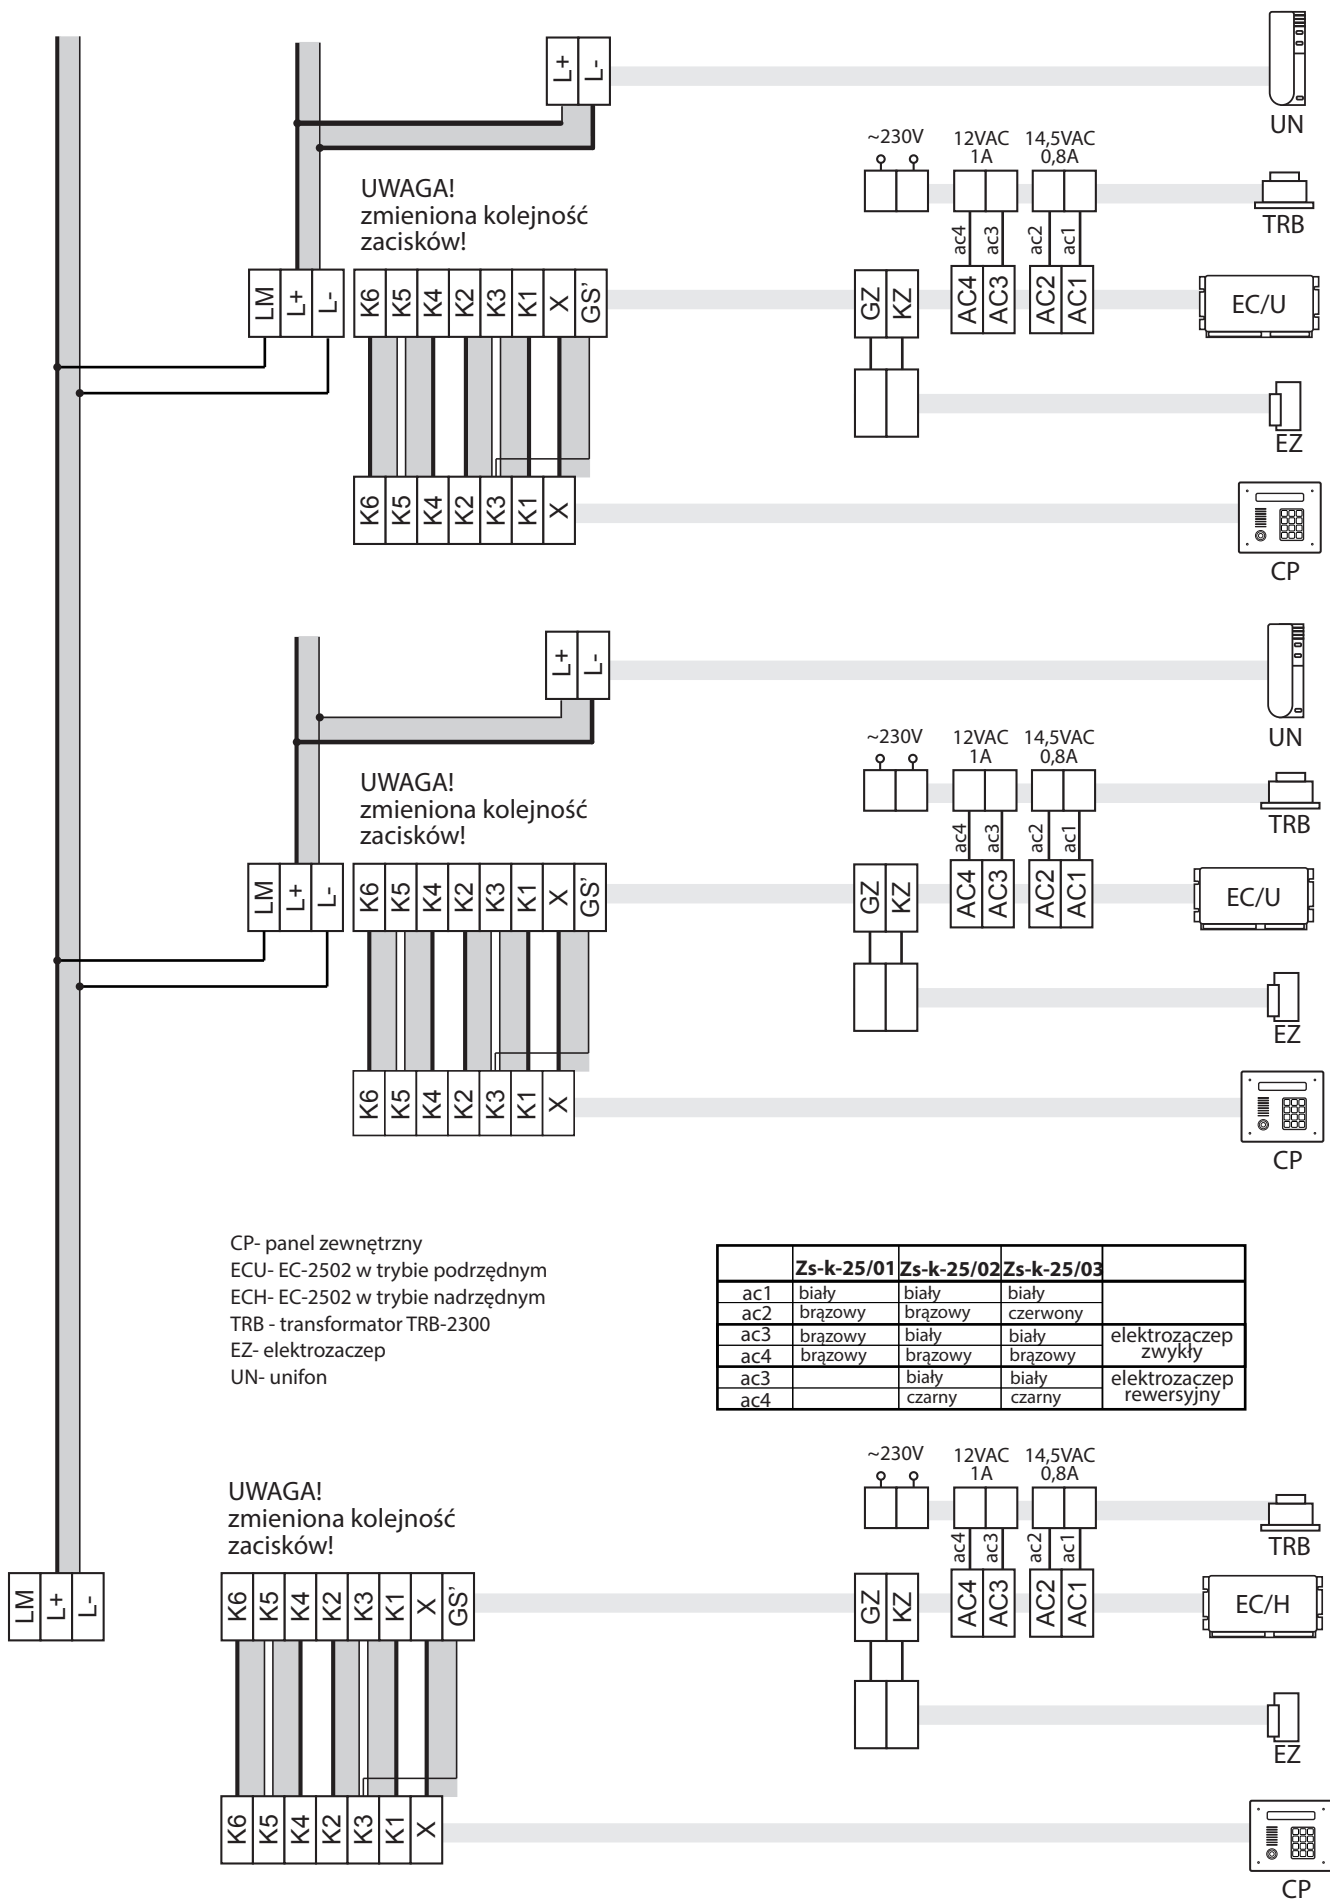 L+ L-
UN
~230V 12VAC 14,5VAC
1A 0,8A
TRB
UWAGA!
zmieniona kolejność
zacisków!
ac4 ac3 ac2 ac1
LM L+ L- K6 K5 K4 K2 K3 K1 X GS' GZ KZ AC4 AC3 AC2 AC1 EC/U
EZ
K6 K5 K4 K2 K3 K1 X
CP
L+ L-
UN
~230V 12VAC 14,5VAC
1A 0,8A
UWAGA!
zmieniona kolejność
zacisków!
TRB
ac4 ac3 ac2 ac1
LM L+ L- K6 K5 K4 K2 K3 K1 X GS' GZ KZ AC4 AC3 AC2 AC1 EC/U
EZ
K6 K5 K4 K2 K3 K1 X
CP
CP- panel zewnętrzny
ECU- EC-2502 w trybie podrzędnym
ECH- EC-2502 w trybie nadrzędnym
TRB - transformator TRB-2300
EZ- elektrozaczep
UN- unifon
Zs-k-25/01 Zs-k-25/02 Zs-k-25/03
ac1 biały biały biały
ac2 brązowy brązowy czerwony
ac3 brązowy biały biały elektrozaczep
ac4 brązowy brązowy brązowy zwykły
ac3 biały biały elektrozaczep
ac4 czarny czarny rewersyjny
~230V 12VAC 14,5VAC
1A 0,8A
UWAGA!
zmieniona kolejność
zacisków!
TRB
ac4 ac3 ac2 ac1
LM L+ L- K6 K5 K4 K2 K3 K1 X GS' GZ KZ AC4 AC3 AC2 AC1 EC/H
EZ
K6 K5 K4 K2 K3 K1 X
CP